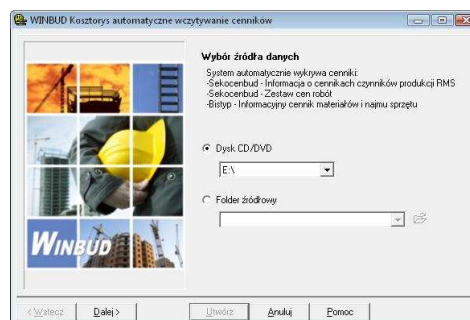 WINBUD Kosztorys automatyczne wczytywanie cenników
Wybór źródła danych
System automatycznie wykrywa cenniki:
-Sekocenbud - Informacja o cennikach czynników produkcji RMS
-Sekocenbud - Zestaw cen robót
-Bistyp - Informacyjny cennik materiałów i najmu sprzętu
Dysk CD/DVD
E:\
Folder źródłowy
WINBUD
< Wstecz Dalej > Utwórz Anuluj Pomoc